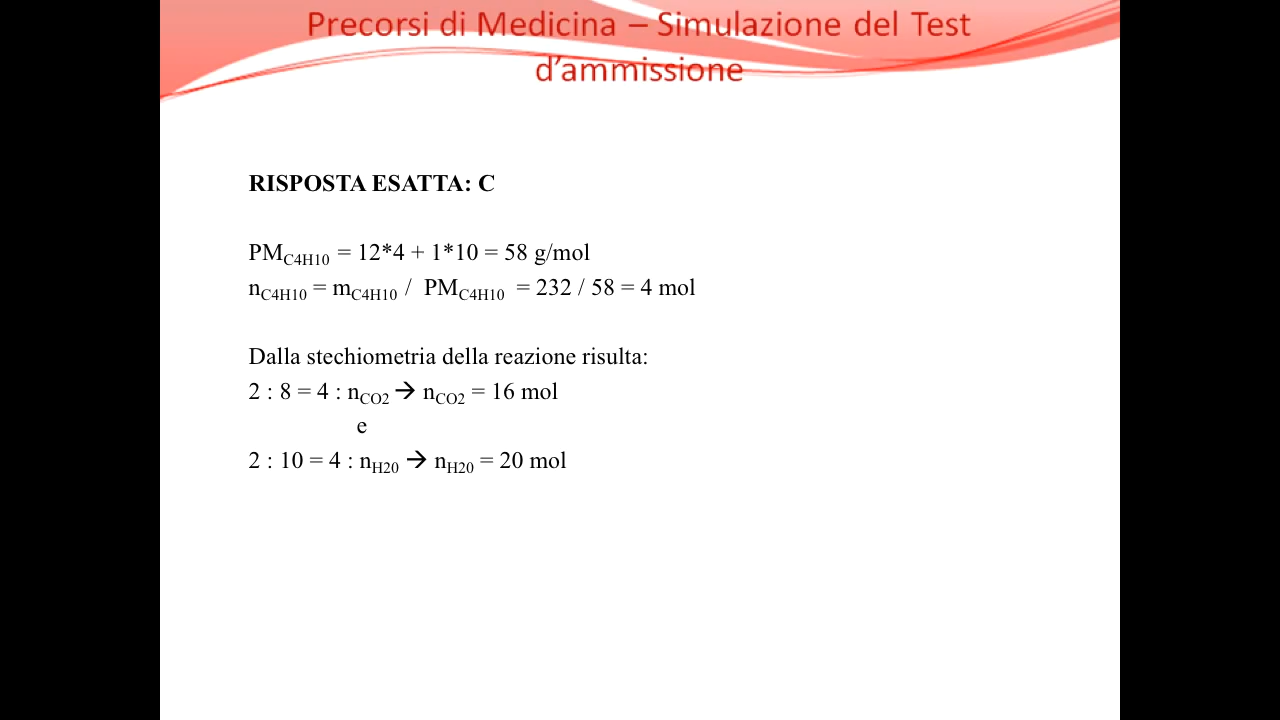 Precorsi di Medicina – Simulazione del Test
d'ammissione
RISPOSTA ESATTA: C
PMC4H10 = 12*4 + 1*10 = 58 g/mol
nC4H10 = mC4H10 / PMC4H10 = 232 / 58 = 4 mol
Dalla stechiometria della reazione risulta:
2 : 8 = 4 : nCO2 → nCO2 = 16 mol
e
2 : 10 = 4 : nH20 → nH20 = 20 mol